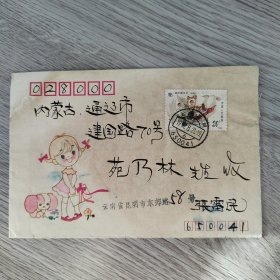 028000
内蒙古.通辽市
建国路70号
苑乃林 赵 收
云南省昆明市东郊路58号 张雷民
650041